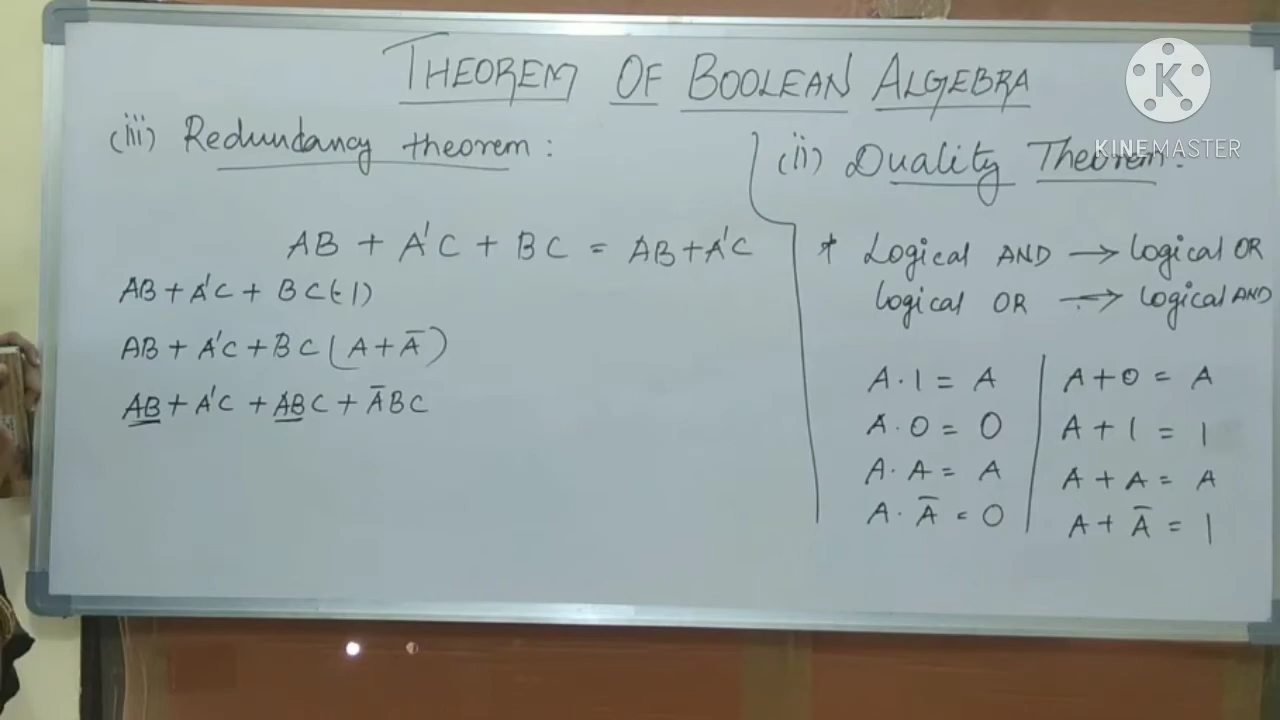 THEOREM OF BOOLEAN ALGEBRA
K
KINEMASTER
(iii) Redundancy theorem :
AB + A'C + BC = AB + A'C
AB + A'C + BC(·1)
AB + A'C + BC(A + Ā)
AB + A'C + ABC + ĀBC
(ii) Duality Theorem :
* Logical AND → logical OR
logical OR → logical AND
A · 1 = A | A + 0 = A
A · 0 = 0 | A + 1 = 1
A · A = A | A + A = A
A · Ā = 0 | A + Ā = 1